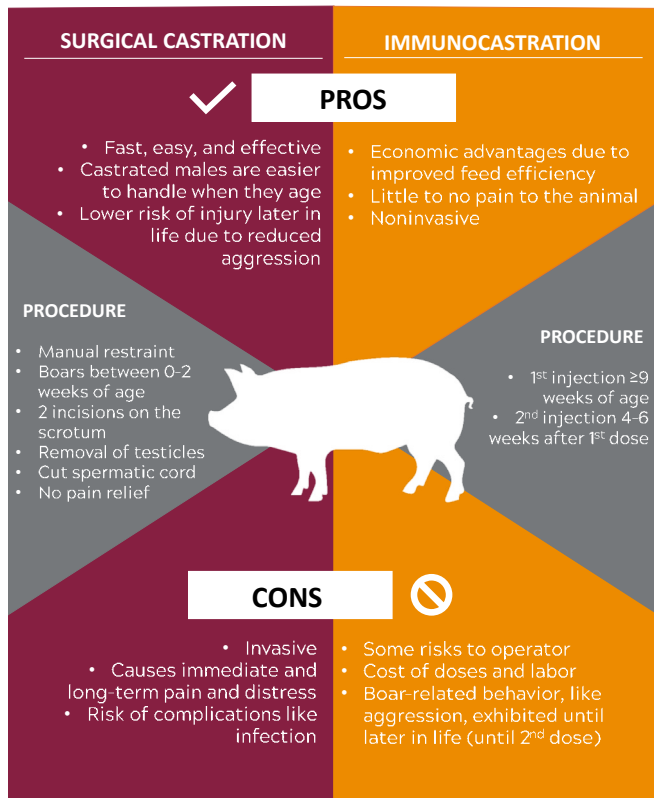 SURGICAL CASTRATION
IMMUNOCASTRATION
PROS
• Fast, easy, and effective
• Castrated males are easier
to handle when they age
• Lower risk of injury later in
life due to reduced
aggression
• Economic advantages due to
improved feed efficiency
• Little to no pain to the animal
• Noninvasive
PROCEDURE
• Manual restraint
• Boars between 0-2
weeks of age
• 2 incisions on the
scrotum
• Removal of testicles
• Cut spermatic cord
• No pain relief
PROCEDURE
• 1st injection ≥9
weeks of age
• 2nd injection 4-6
weeks after 1st dose
CONS
• Invasive
• Causes immediate and
long-term pain and distress
• Risk of complications like
infection
• Some risks to operator
• Cost of doses and labor
• Boar-related behavior, like
aggression, exhibited until
later in life (until 2nd dose)